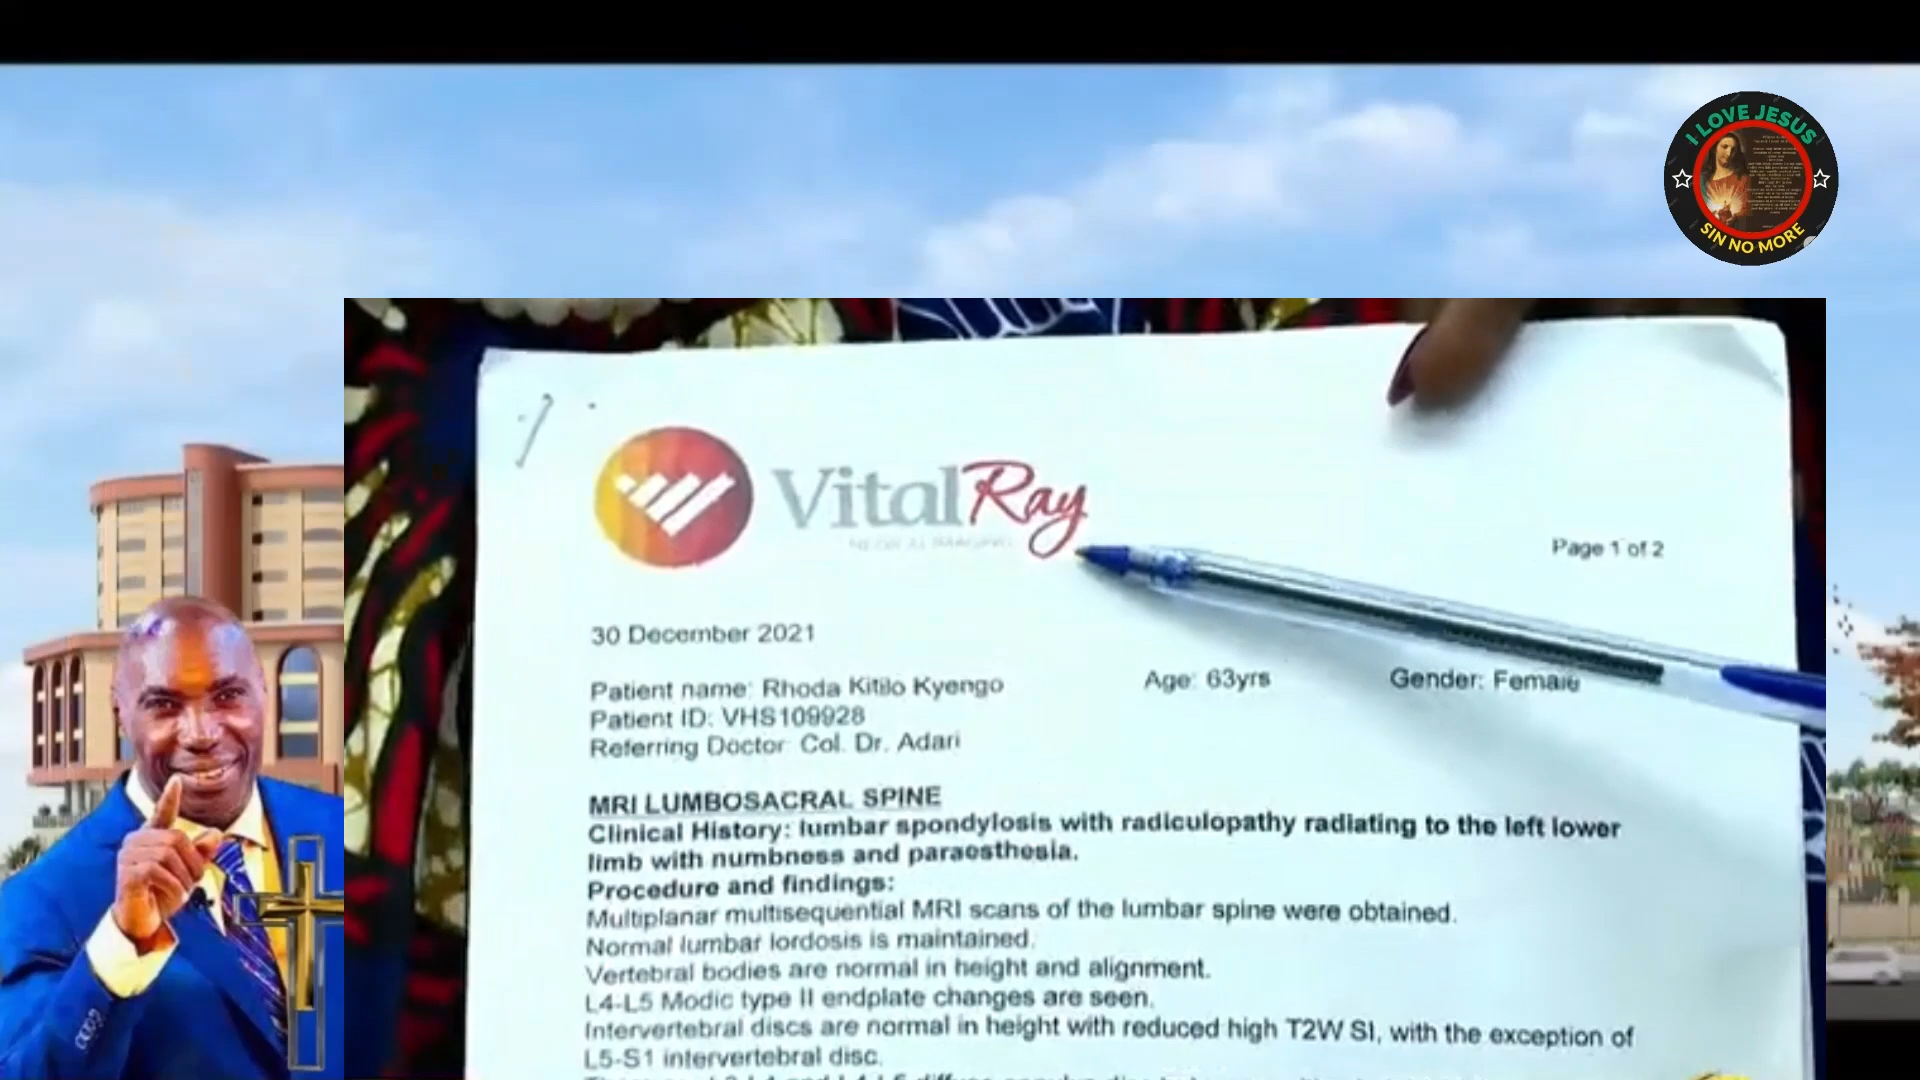 I LOVE JESUS
SIN NO MORE
VitalRay
Page 1 of 2
30 December 2021
Patient name: Rhoda Kitilo Kyengo Age: 63yrs Gender: Female
Patient ID: VHS109928
Referring Doctor: Col. Dr. Adari
MRI LUMBOSACRAL SPINE
Clinical History: lumbar spondylosis with radiculopathy radiating to the left lower
limb with numbness and paraesthesia.
Procedure and findings:
Multiplanar multisequential MRI scans of the lumbar spine were obtained.
Normal lumbar lordosis is maintained.
Vertebral bodies are normal in height and alignment.
L4-L5 Modic type II endplate changes are seen.
Intervertebral discs are normal in height with reduced high T2W SI, with the exception of
L5-S1 intervertebral disc.